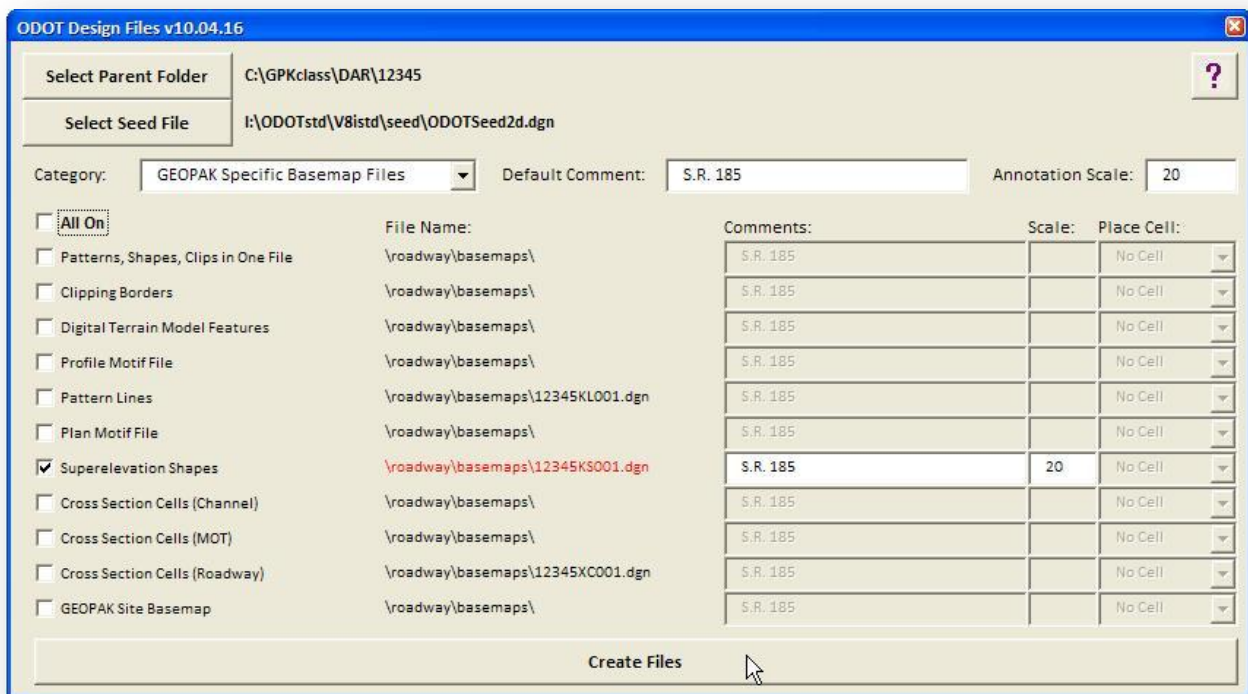 ODOT Design Files v10.04.16
Select Parent Folder C:\GPKclass\DAR\12345 ?
Select Seed File I:\ODOTstd\V8istd\seed\ODOTSeed2d.dgn
Category: GEOPAK Specific Basemap Files Default Comment: S.R. 185 Annotation Scale: 20
All On File Name: Comments: Scale: Place Cell:
Patterns, Shapes, Clips in One File \roadway\basemaps\ S.R. 185 No Cell
Clipping Borders \roadway\basemaps\ S.R. 185 No Cell
Digital Terrain Model Features \roadway\basemaps\ S.R. 185 No Cell
Profile Motif File \roadway\basemaps\ S.R. 185 No Cell
Pattern Lines \roadway\basemaps\12345KL001.dgn S.R. 185 No Cell
Plan Motif File \roadway\basemaps\ S.R. 185 No Cell
Superelevation Shapes \roadway\basemaps\12345KS001.dgn S.R. 185 20 No Cell
Cross Section Cells (Channel) \roadway\basemaps\ S.R. 185 No Cell
Cross Section Cells (MOT) \roadway\basemaps\ S.R. 185 No Cell
Cross Section Cells (Roadway) \roadway\basemaps\12345XC001.dgn S.R. 185 No Cell
GEOPAK Site Basemap \roadway\basemaps\ S.R. 185 No Cell
Create Files